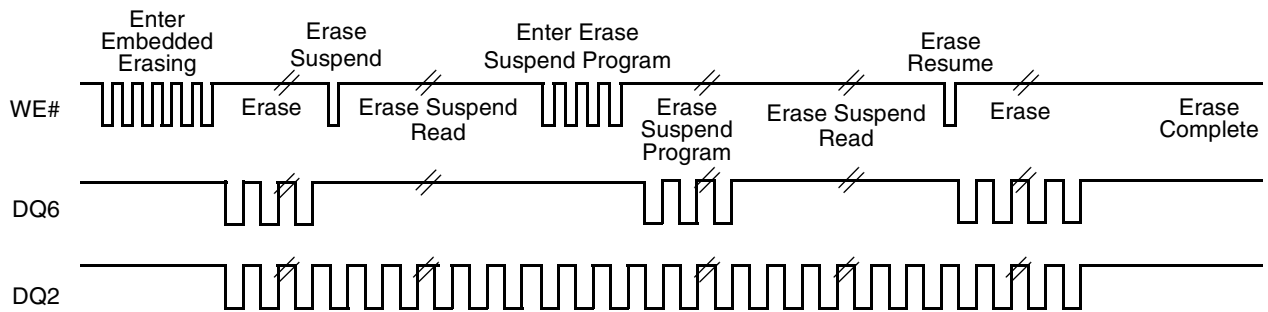 Enter
Embedded
Erasing
Erase
Suspend
Enter Erase
Suspend Program
Erase
Resume
WE#
Erase
Erase Suspend
Read
Erase
Suspend
Program
Erase Suspend
Read
Erase
Erase
Complete
DQ6
DQ2